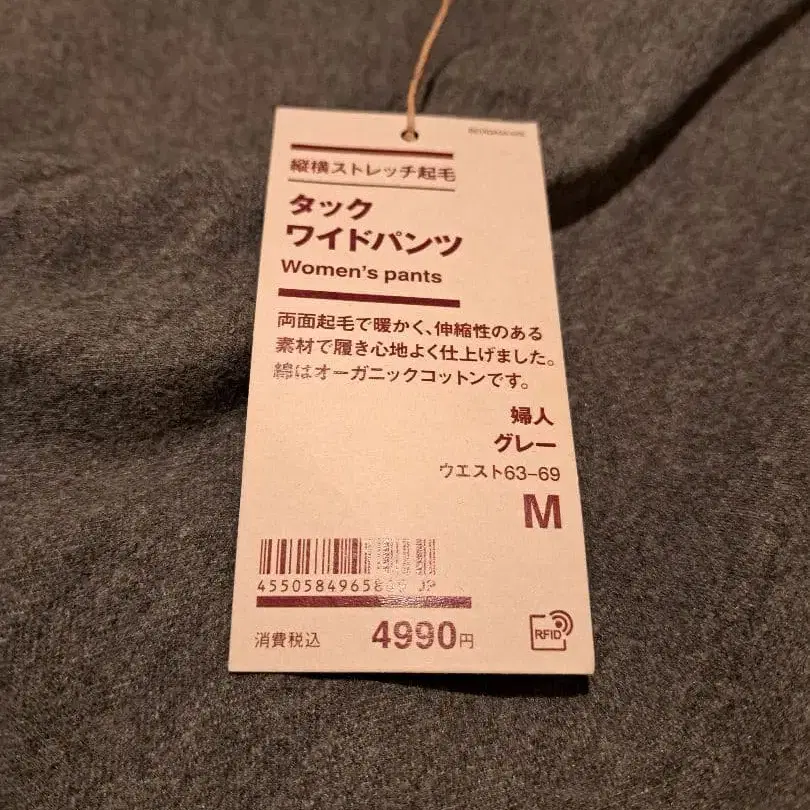 縦横ストレッチ起毛
タック
ワイドパンツ
Women's pants
両面起毛で暖かく、伸縮性のある
素材で履き心地よく仕上げました。
綿はオーガニックコットンです。
婦人
グレー
ウエスト63–69
M
JP
消費税込 4990円
RFID